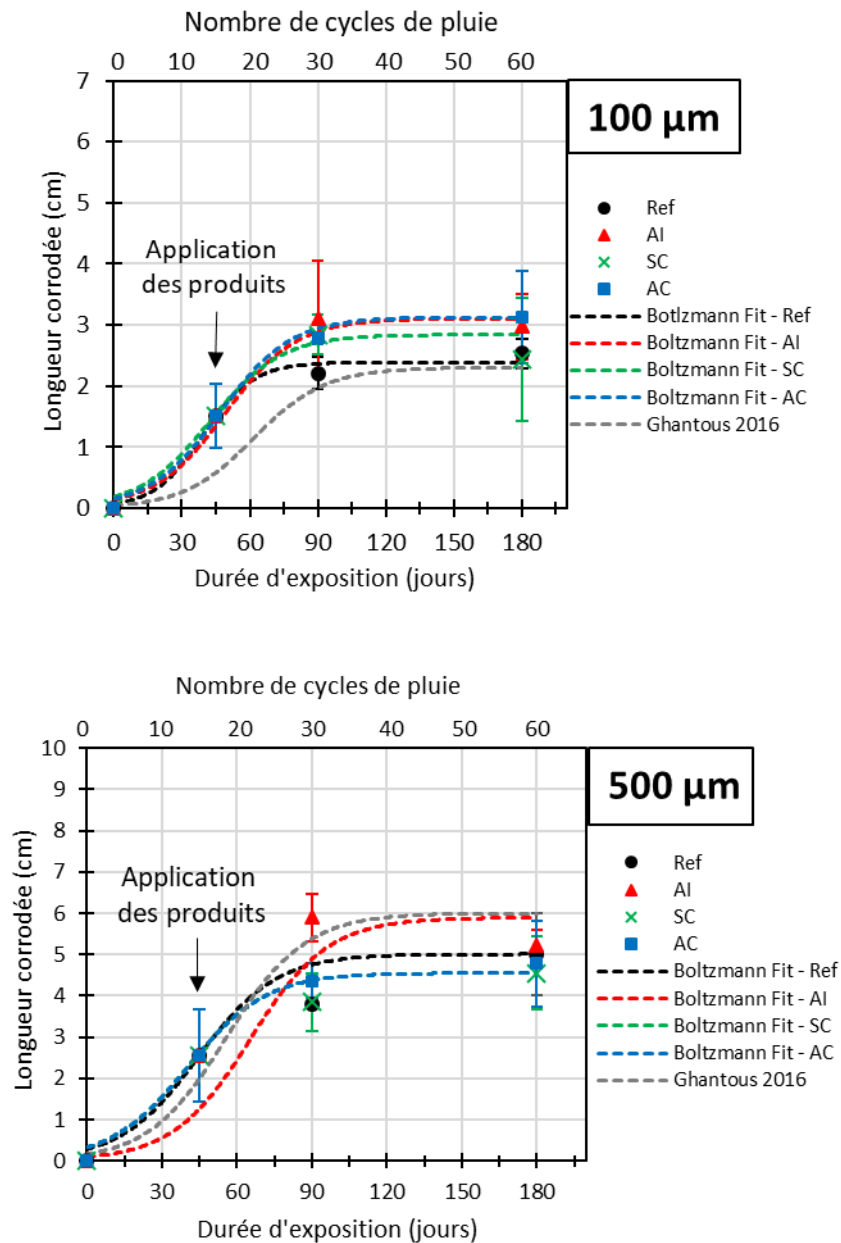 Nombre de cycles de pluie
0 10 20 30 40 50 60
7
100 µm
6
5
Ref
AI
SC
AC
Application
des produits
4
3
2
1
0
Longueur corrodée (cm)
Botlzmann Fit - Ref
Boltzmann Fit - AI
Boltzmann Fit - SC
Boltzmann Fit - AC
Ghantous 2016
0 30 60 90 120 150 180
Durée d'exposition (jours)
Nombre de cycles de pluie
0 10 20 30 40 50 60
10
500 µm
9
8
7
Ref
AI
SC
AC
Application
des produits
6
5
4
3
2
1
0
Longueur corrodée (cm)
Boltzmann Fit - Ref
Boltzmann Fit - AI
Boltzmann Fit - SC
Boltzmann Fit - AC
Ghantous 2016
0 30 60 90 120 150 180
Durée d'exposition (jours)